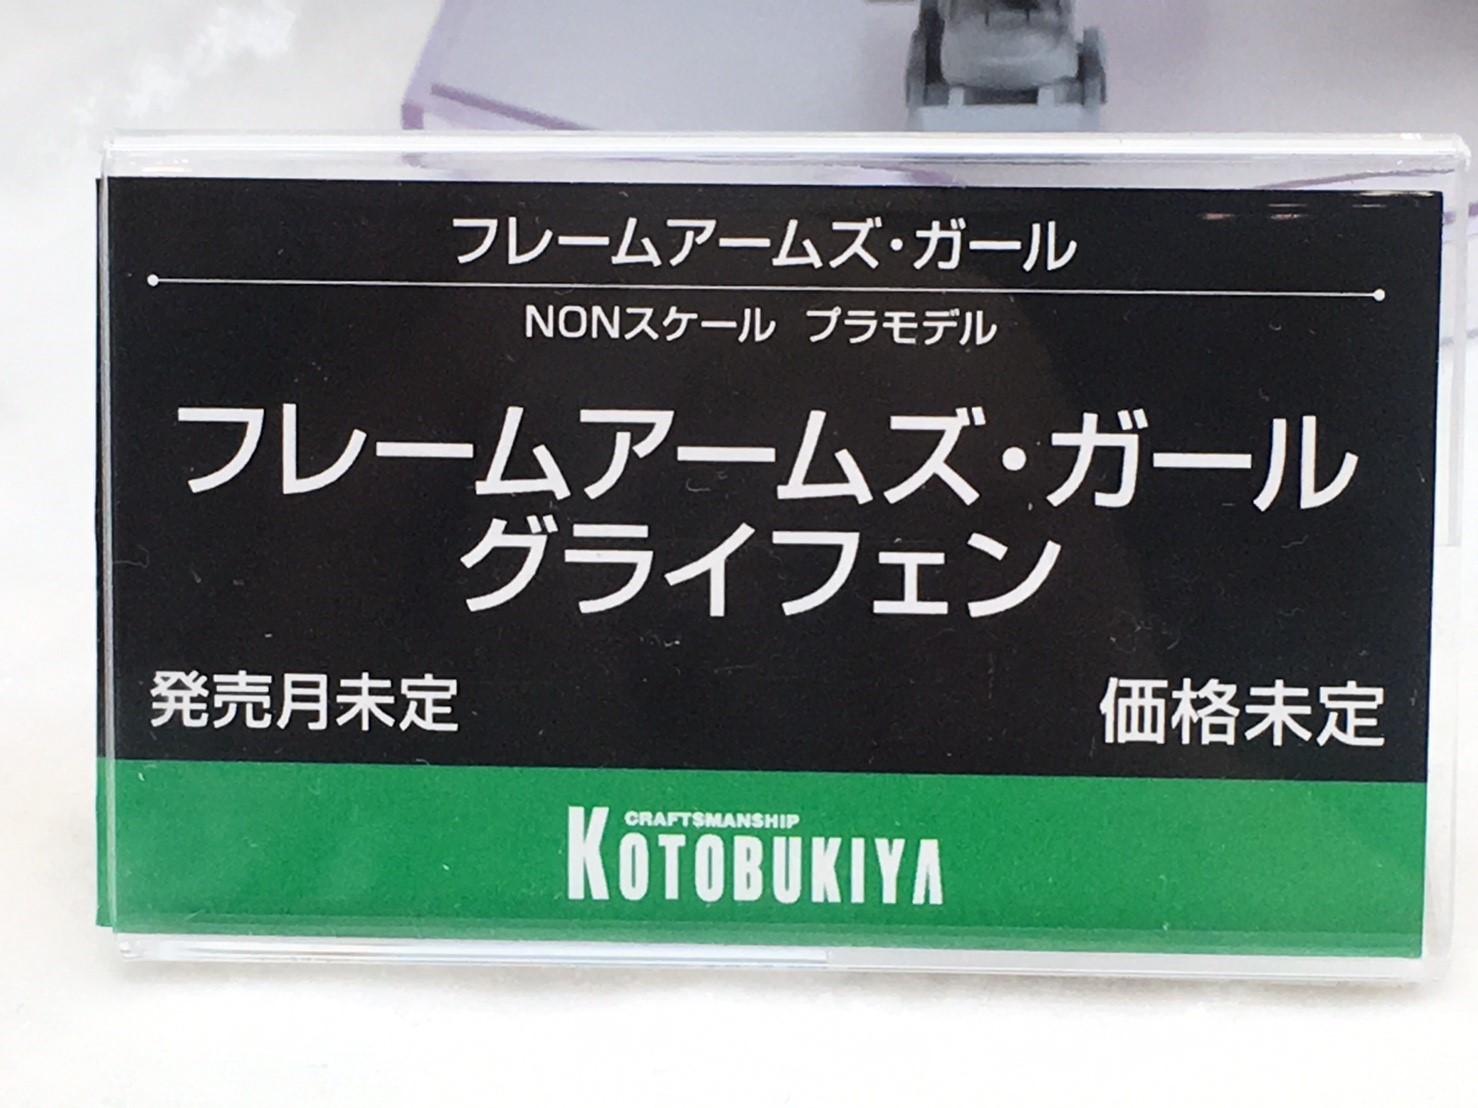 フレームアームズ・ガール
NONスケール プラモデル
フレームアームズ・ガール
グライフェン
発売月未定 価格未定
CRAFTSMANSHIP
KOTOBUKIYA